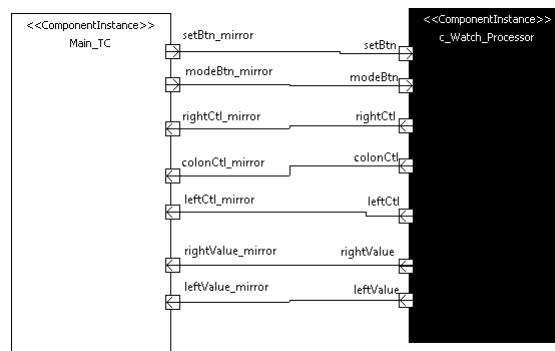 <<ComponentInstance>>
Main_TC
<<ComponentInstance>>
c_Watch_Processor
setBtn_mirror
setBtn
modeBtn_mirror
modeBtn
rightCtl_mirror
rightCtl
colonCtl_mirror
colonCtl
leftCtl_mirror
leftCtl
rightValue_mirror
rightValue
leftValue_mirror
leftValue